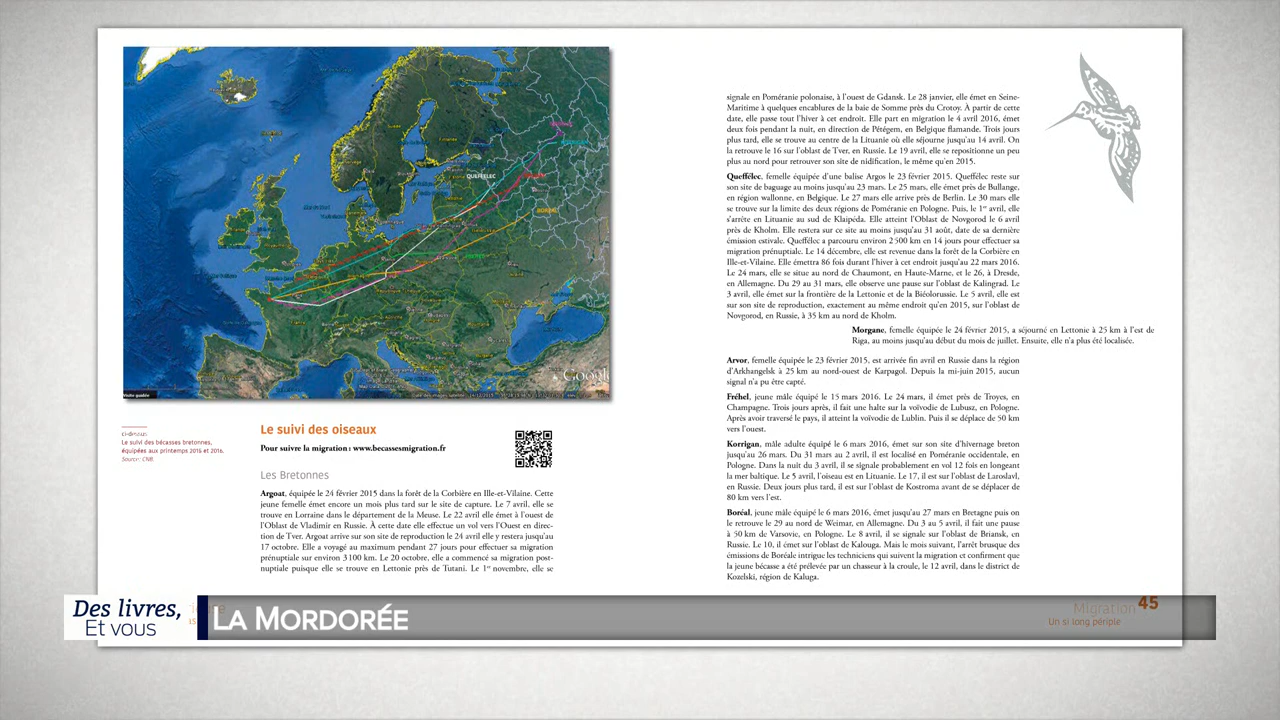 QUEFFÉLEC
BORÉAL
Google
Ci-dessus:
Le suivi des bécasses bretonnes,
équipées aux printemps 2015 et 2016.
Source: CNB.
Le suivi des oiseaux
Pour suivre la migration : www.becassesmigration.fr
Les Bretonnes
Argoat, équipée le 24 février 2015 dans la forêt de la Corbière en Ille-et-Vilaine. Cette
jeune femelle émet encore un mois plus tard sur le site de capture. Le 7 avril, elle se
trouve en Lorraine dans le département de la Meuse. Le 22 avril elle émet à l'ouest de
l'Oblast de Vladimir en Russie. À cette date elle effectue un vol vers l'Ouest en direc-
tion de Tver. Argoat arrive sur son site de reproduction le 24 avril elle y restera jusqu'au
17 octobre. Elle a voyagé au maximum pendant 27 jours pour effectuer sa migration
prénuptiale sur environ 3 100 km. Le 20 octobre, elle a commencé sa migration post-
nuptiale puisque elle se trouve en Lettonie près de Tutani. Le 1er novembre, elle se
signale en Poméranie polonaise, à l'ouest de Gdansk. Le 28 janvier, elle émet en Seine-
Maritime à quelques encablures de la baie de Somme près du Crotoy. À partir de cette
date, elle passe tout l'hiver à cet endroit. Elle part en migration le 4 avril 2016, émet
deux fois pendant la nuit, en direction de Pétégem, en Belgique flamande. Trois jours
plus tard, elle se trouve au centre de la Lituanie où elle séjourne jusqu'au 14 avril. On
la retrouve le 16 sur l'oblast de Tver, en Russie. Le 19 avril, elle se repositionne un peu
plus au nord pour retrouver son site de nidification, le même qu'en 2015.
Queffélec, femelle équipée d'une balise Argos le 23 février 2015. Queffélec reste sur
son site de baguage au moins jusqu'au 23 mars. Le 25 mars, elle émet près de Bullange,
en région wallonne, en Belgique. Le 27 mars elle arrive près de Berlin. Le 30 mars elle
se trouve sur la limite des deux régions de Poméranie en Pologne. Puis, le 1er avril, elle
s'arrête en Lituanie au sud de Klaipéda. Elle atteint l'Oblast de Novgorod le 6 avril
près de Kholm. Elle restera sur ce site au moins jusqu'au 31 août, date de sa dernière
émission estivale. Queffélec a parcouru environ 2 500 km en 14 jours pour effectuer sa
migration prénuptiale. Le 14 décembre, elle est revenue dans la forêt de la Corbière en
Ille-et-Vilaine. Elle émettra 86 fois durant l'hiver à cet endroit jusqu'au 22 mars 2016.
Le 24 mars, elle se situe au nord de Chaumont, en Haute-Marne, et le 26, à Dresde,
en Allemagne. Du 29 au 31 mars, elle observe une pause sur l'oblast de Kalingrad. Le
3 avril, elle émet sur la frontière de la Lettonie et de la Biélorussie. Le 5 avril, elle est
sur son site de reproduction, exactement au même endroit qu'en 2015, sur l'oblast de
Novgorod, en Russie, à 35 km au nord de Kholm.
Morgane, femelle équipée le 24 février 2015, a séjourné en Lettonie à 25 km à l'est de
Riga, au moins jusqu'au début du mois de juillet. Ensuite, elle n'a plus été localisée.
Arvor, femelle équipée le 23 février 2015, est arrivée fin avril en Russie dans la région
d'Arkhangelsk à 25 km au nord-ouest de Karpagol. Depuis la mi-juin 2015, aucun
signal n'a pu être capté.
Fréhel, jeune mâle équipé le 15 mars 2016. Le 24 mars, il émet près de Troyes, en
Champagne. Trois jours après, il fait une halte sur la voïvodie de Lubusz, en Pologne.
Après avoir traversé le pays, il atteint la voïvodie de Lublin. Puis il se déplace de 50 km
vers l'ouest.
Korrigan, mâle adulte équipé le 6 mars 2016, émet sur son site d'hivernage breton
jusqu'au 26 mars. Du 31 mars au 2 avril, il est localisé en Poméranie occidentale, en
Pologne. Dans la nuit du 3 avril, il se signale probablement en vol 12 fois en longeant
la mer baltique. Le 5 avril, l'oiseau est en Lituanie. Le 17, il est sur l'oblast de Laroslavl,
en Russie. Deux jours plus tard, il est sur l'oblast de Kostroma avant de se déplacer de
80 km vers l'est.
Boréal, jeune mâle équipé le 6 mars 2016, émet jusqu'au 27 mars en Bretagne puis on
le retrouve le 29 au nord de Weimar, en Allemagne. Du 3 au 5 avril, il fait une pause
à 50 km de Varsovie, en Pologne. Le 8 avril, il se signale sur l'oblast de Briansk, en
Russie. Le 10, il émet sur l'oblast de Kalouga. Mais le mois suivant, l'arrêt brusque des
émissions de Boréale intrigue les techniciens qui suivent la migration et confirment que
la jeune bécasse a été prélevée par un chasseur à la croule, le 12 avril, dans le district de
Kozelski, région de Kaluga.
Migration 45
Un si long périple
Des livres,
Et vous
LA MORDORÉE